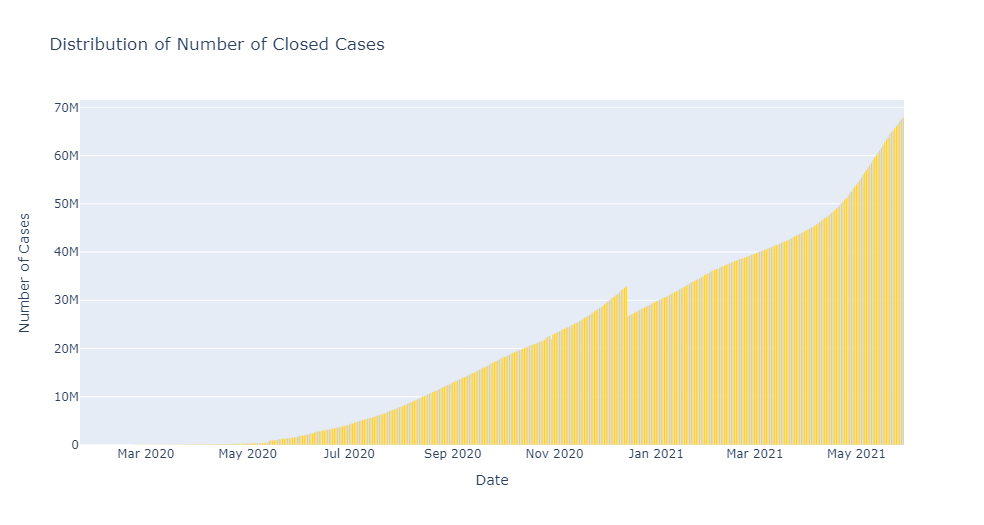 Distribution of Number of Closed Cases
70M
60M
50M
40M
30M
20M
10M
0
Number of Cases
Mar 2020 May 2020 Jul 2020 Sep 2020 Nov 2020 Jan 2021 Mar 2021 May 2021
Date